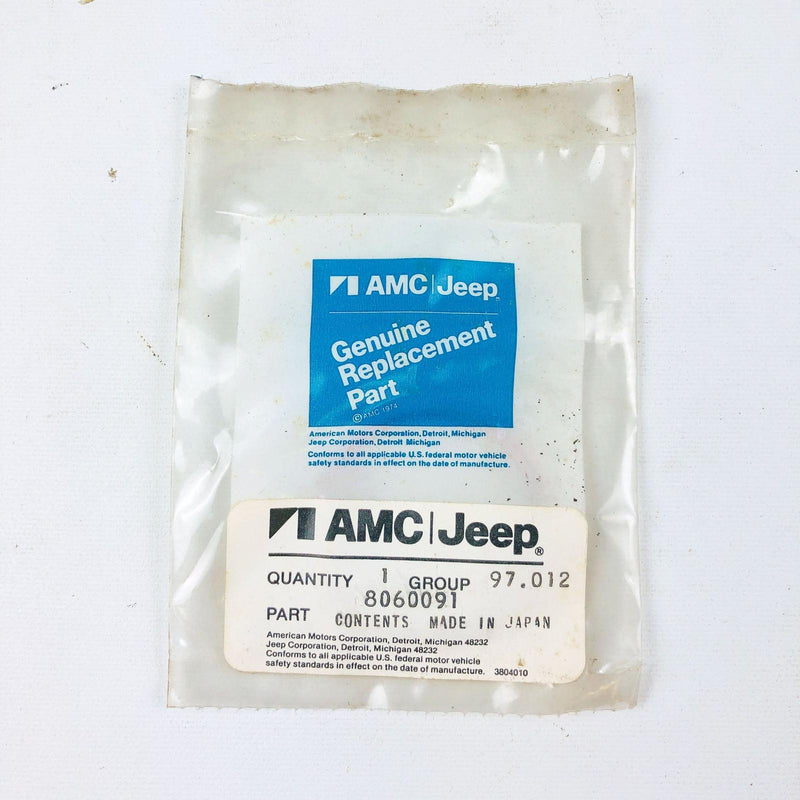 AMC|Jeep®
Genuine
Replacement
Part
©AMC 1974
American Motors Corporation, Detroit, Michigan
Jeep Corporation, Detroit Michigan
Conforms to all applicable U.S. federal motor vehicle
safety standards in effect on the date of manufacture.
AMC|Jeep®
QUANTITY 1 GROUP 97.012
8060091
PART CONTENTS MADE IN JAPAN
American Motors Corporation, Detroit, Michigan 48232
Jeep Corporation, Detroit, Michigan 48232
Conforms to all applicable U.S. federal motor vehicle
safety standards in effect on the date of manufacture. 3804010